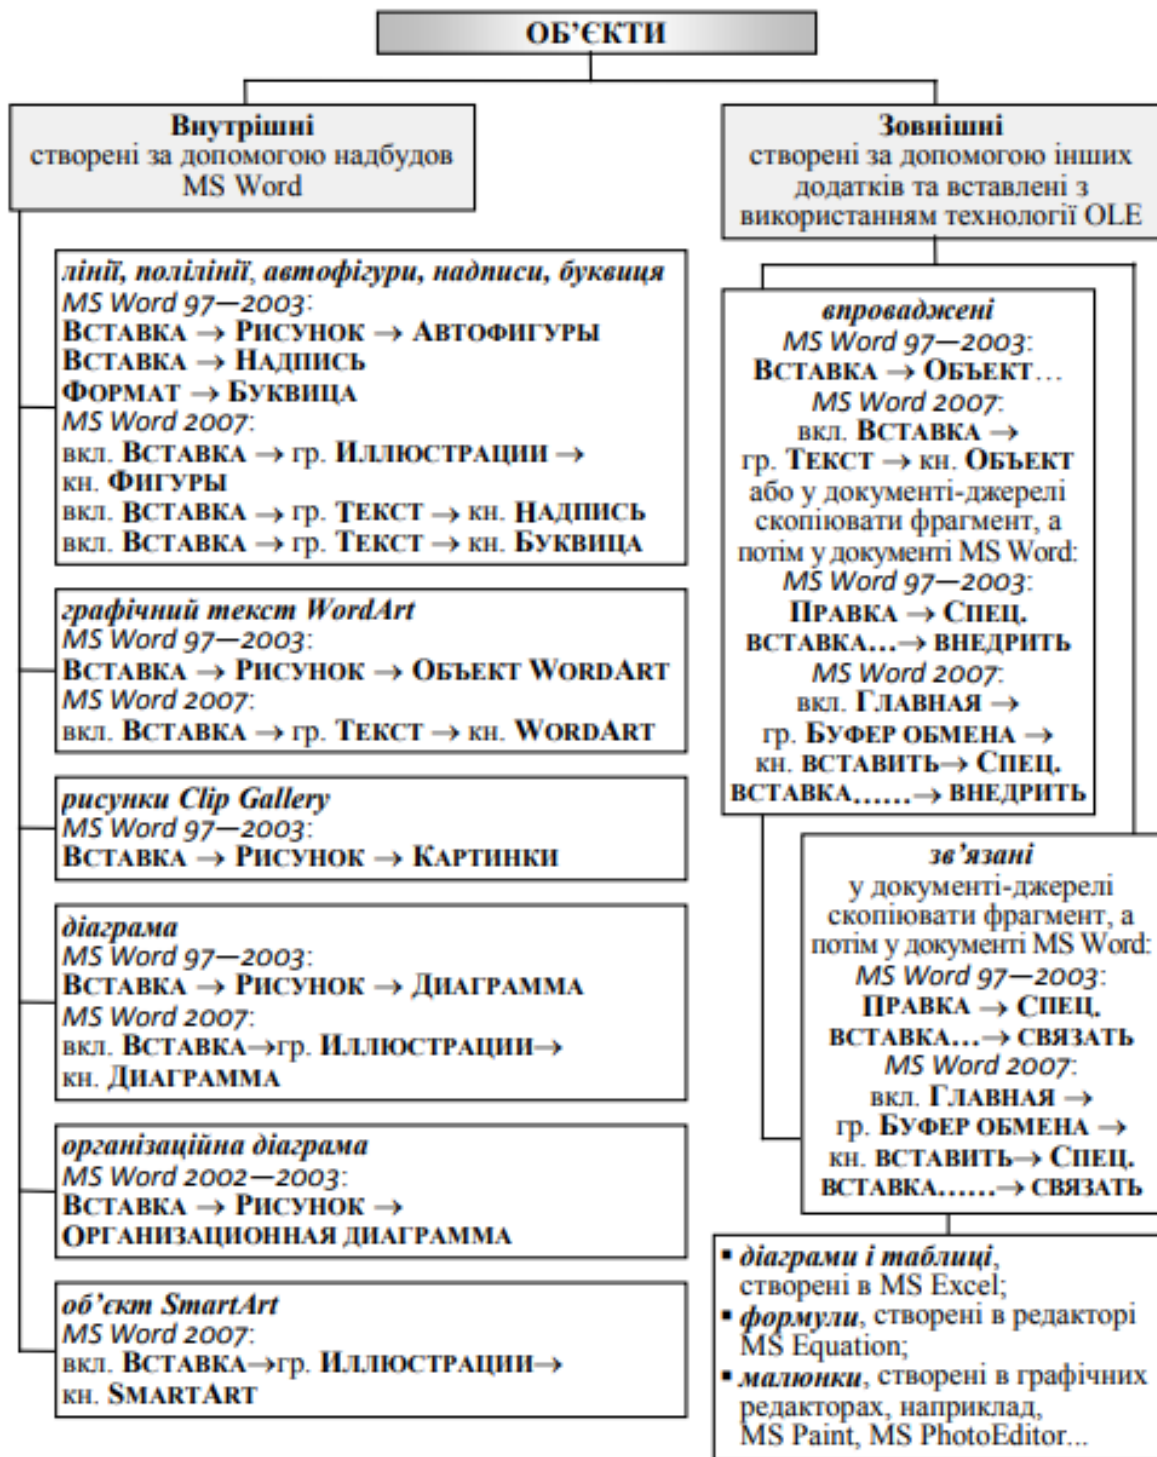 ОБ’ЄКТИ
Внутрішні
створені за допомогою надбудов
MS Word
лінії, полілінії, автофігури, надписи, буквиця
MS Word 97—2003:
ВСТАВКА → РИСУНОК → АВТОФИГУРЫ
ВСТАВКА → НАДПИСЬ
ФОРМАТ → БУКВИЦА
MS Word 2007:
вкл. ВСТАВКА → гр. ИЛЛЮСТРАЦИИ →
кн. ФИГУРЫ
вкл. ВСТАВКА → гр. ТЕКСТ → кн. НАДПИСЬ
вкл. ВСТАВКА → гр. ТЕКСТ → кн. БУКВИЦА
графічний текст WordArt
MS Word 97—2003:
ВСТАВКА → РИСУНОК → ОБЪЕКТ WORDART
MS Word 2007:
вкл. ВСТАВКА → гр. ТЕКСТ → кн. WORDART
рисунки Clip Gallery
MS Word 97—2003:
ВСТАВКА → РИСУНОК → КАРТИНКИ
діаграма
MS Word 97—2003:
ВСТАВКА → РИСУНОК → ДИАГРАММА
MS Word 2007:
вкл. ВСТАВКА→гр. ИЛЛЮСТРАЦИИ→
кн. ДИАГРАММА
організаційна діаграма
MS Word 2002—2003:
ВСТАВКА → РИСУНОК →
ОРГАНИЗАЦИОННАЯ ДИАГРАММА
об’єкт SmartArt
MS Word 2007:
вкл. ВСТАВКА→гр. ИЛЛЮСТРАЦИИ→
кн. SMARTART
Зовнішні
створені за допомогою інших
додатків та вставлені з
використанням технології OLE
впроваджені
MS Word 97—2003:
ВСТАВКА → ОБЪЕКТ…
MS Word 2007:
вкл. ВСТАВКА →
гр. ТЕКСТ → кн. ОБЪЕКТ
або у документі-джерелі
скопіювати фрагмент, а
потім у документі MS Word:
MS Word 97—2003:
ПРАВКА → СПЕЦ.
ВСТАВКА…→ ВНЕДРИТЬ
MS Word 2007:
вкл. ГЛАВНАЯ →
гр. БУФЕР ОБМЕНА →
кн. ВСТАВИТЬ→ СПЕЦ.
ВСТАВКА……→ ВНЕДРИТЬ
зв’язані
у документі-джерелі
скопіювати фрагмент, а
потім у документі MS Word:
MS Word 97—2003:
ПРАВКА → СПЕЦ.
ВСТАВКА…→ СВЯЗАТЬ
MS Word 2007:
вкл. ГЛАВНАЯ →
гр. БУФЕР ОБМЕНА →
кн. ВСТАВИТЬ→ СПЕЦ.
ВСТАВКА……→ СВЯЗАТЬ
▪ діаграми і таблиці,
створені в MS Excel;
▪ формули, створені в редакторі
MS Equation;
▪ малюнки, створені в графічних
редакторах, наприклад,
MS Paint, MS PhotoEditor...